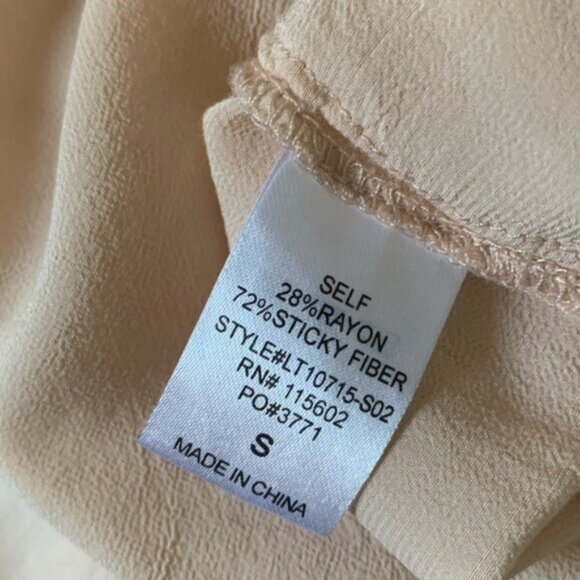 SELF
28%RAYON
72%STICKY FIBER
STYLE#LT10715-S02
RN# 115602
PO#3771
S
MADE IN CHINA